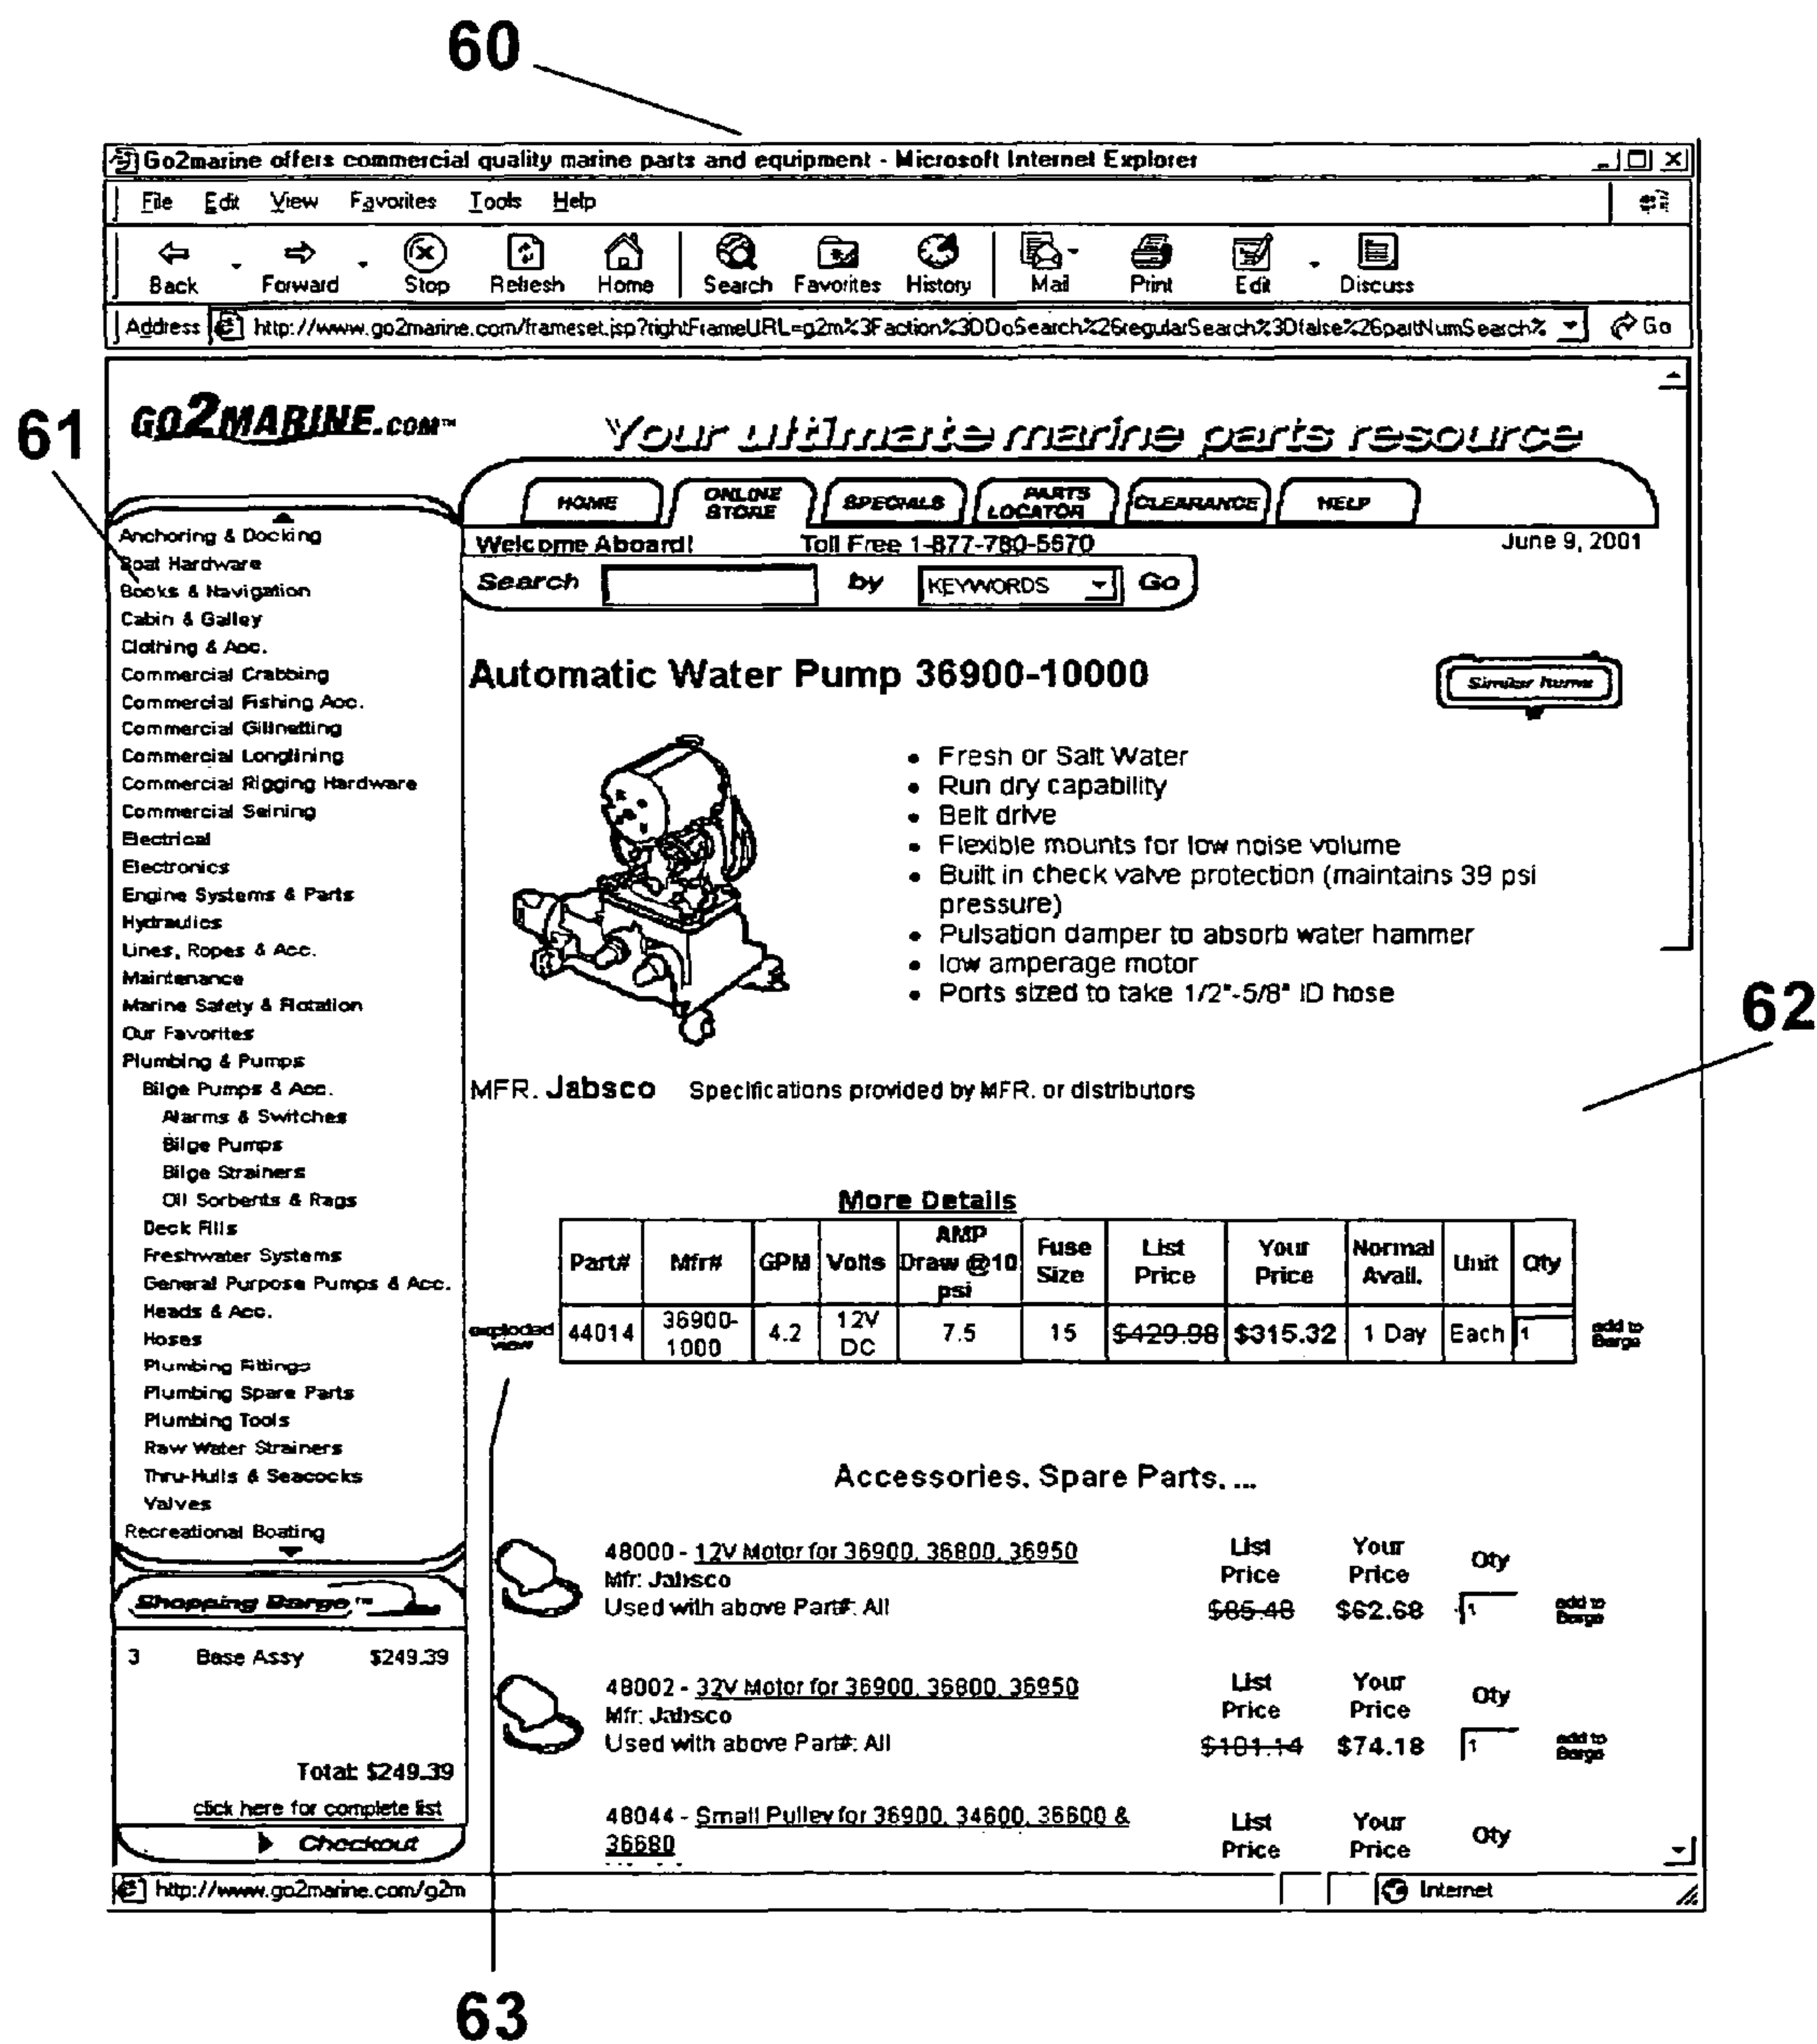 60
Go2marine offers commercial quality marine parts and equipment - Microsoft Internet Explorer
File Edit View Favorites Tools Help
Back Forward Stop Refresh Home Search Favorites History Mail Print Edit Discuss
Address http://www.go2marine.com/frameset.jsp?rightFrameURL=g2m%3Faction%3DDoSearch%26regularSearch%3Dfalse%26partNumSearch% Go
61
GO2MARINE.COM™
Your ultimate marine parts resource
HOME ONLINE STORE SPECIALS PARTS LOCATOR CLEARANCE HELP
Welcome Aboard! Toll Free 1-877-780-5670 June 9, 2001
Search by KEYWORDS Go
Anchoring & Docking
Boat Hardware
Books & Navigation
Cabin & Galley
Clothing & Acc.
Commercial Crabbing
Commercial Fishing Acc.
Commercial Gillnetting
Commercial Longlining
Commercial Rigging Hardware
Commercial Seining
Electrical
Electronics
Engine Systems & Parts
Hydraulics
Lines, Ropes & Acc.
Maintenance
Marine Safety & Flotation
Our Favorites
Plumbing & Pumps
Bilge Pumps & Acc.
Alarms & Switches
Bilge Pumps
Bilge Strainers
Oil Sorbents & Rags
Deck Fills
Freshwater Systems
General Purpose Pumps & Acc.
Heads & Acc.
Hoses
Plumbing Fittings
Plumbing Spare Parts
Plumbing Tools
Raw Water Strainers
Thru-Hulls & Seacocks
Valves
Recreational Boating
Shopping Barge™
3 Base Assy $249.39
Total: $249.39
click here for complete list
Checkout
Automatic Water Pump 36900-10000
Similar Items
• Fresh or Salt Water
• Run dry capability
• Belt drive
• Flexible mounts for low noise volume
• Built in check valve protection (maintains 39 psi
pressure)
• Pulsation damper to absorb water hammer
• low amperage motor
• Ports sized to take 1/2"-5/8" ID hose
62
MFR. Jabsco Specifications provided by MFR. or distributors
More Details
Part# Mfr# GPM Volts AMP Draw @10 psi Fuse Size List Price Your Price Normal Avail. Unit Qty
exploded view 44014 36900-1000 4.2 12V DC 7.5 15 $429.98 $315.32 1 Day Each 1 add to Barge
Accessories, Spare Parts, ...
48000 - 12V Motor for 36900, 36800, 36950 List Price Your Price Qty
Mfr: Jabsco
Used with above Part#: All $85.48 $62.68 1 add to Barge
48002 - 32V Motor for 36900, 36800, 36950 List Price Your Price Qty
Mfr: Jabsco
Used with above Part#: All $101.14 $74.18 1 add to Barge
48044 - Small Pulley for 36900, 34600, 36600 & List Price Your Price Qty
36680
http://www.go2marine.com/g2m Internet
63